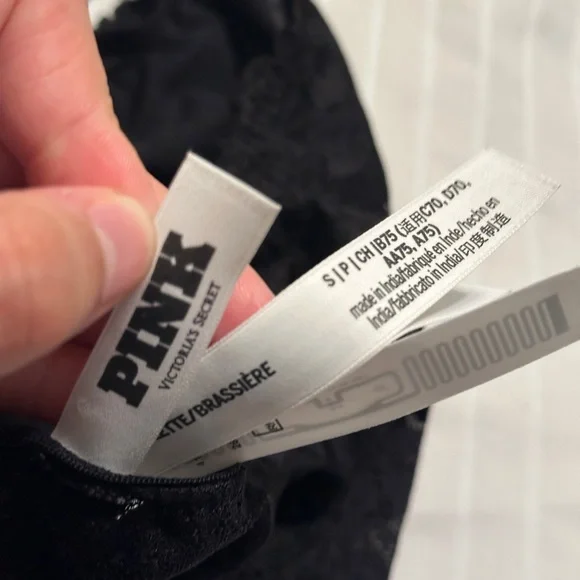 PINK
VICTORIA'S SECRET
S|P|CH|B75 (适用C70, D70,
AA75, A75)
made in India/fabriqué en Inde/hecho en
India/fabbricato in India| 印度制造
ETTE/BRASSIÈRE